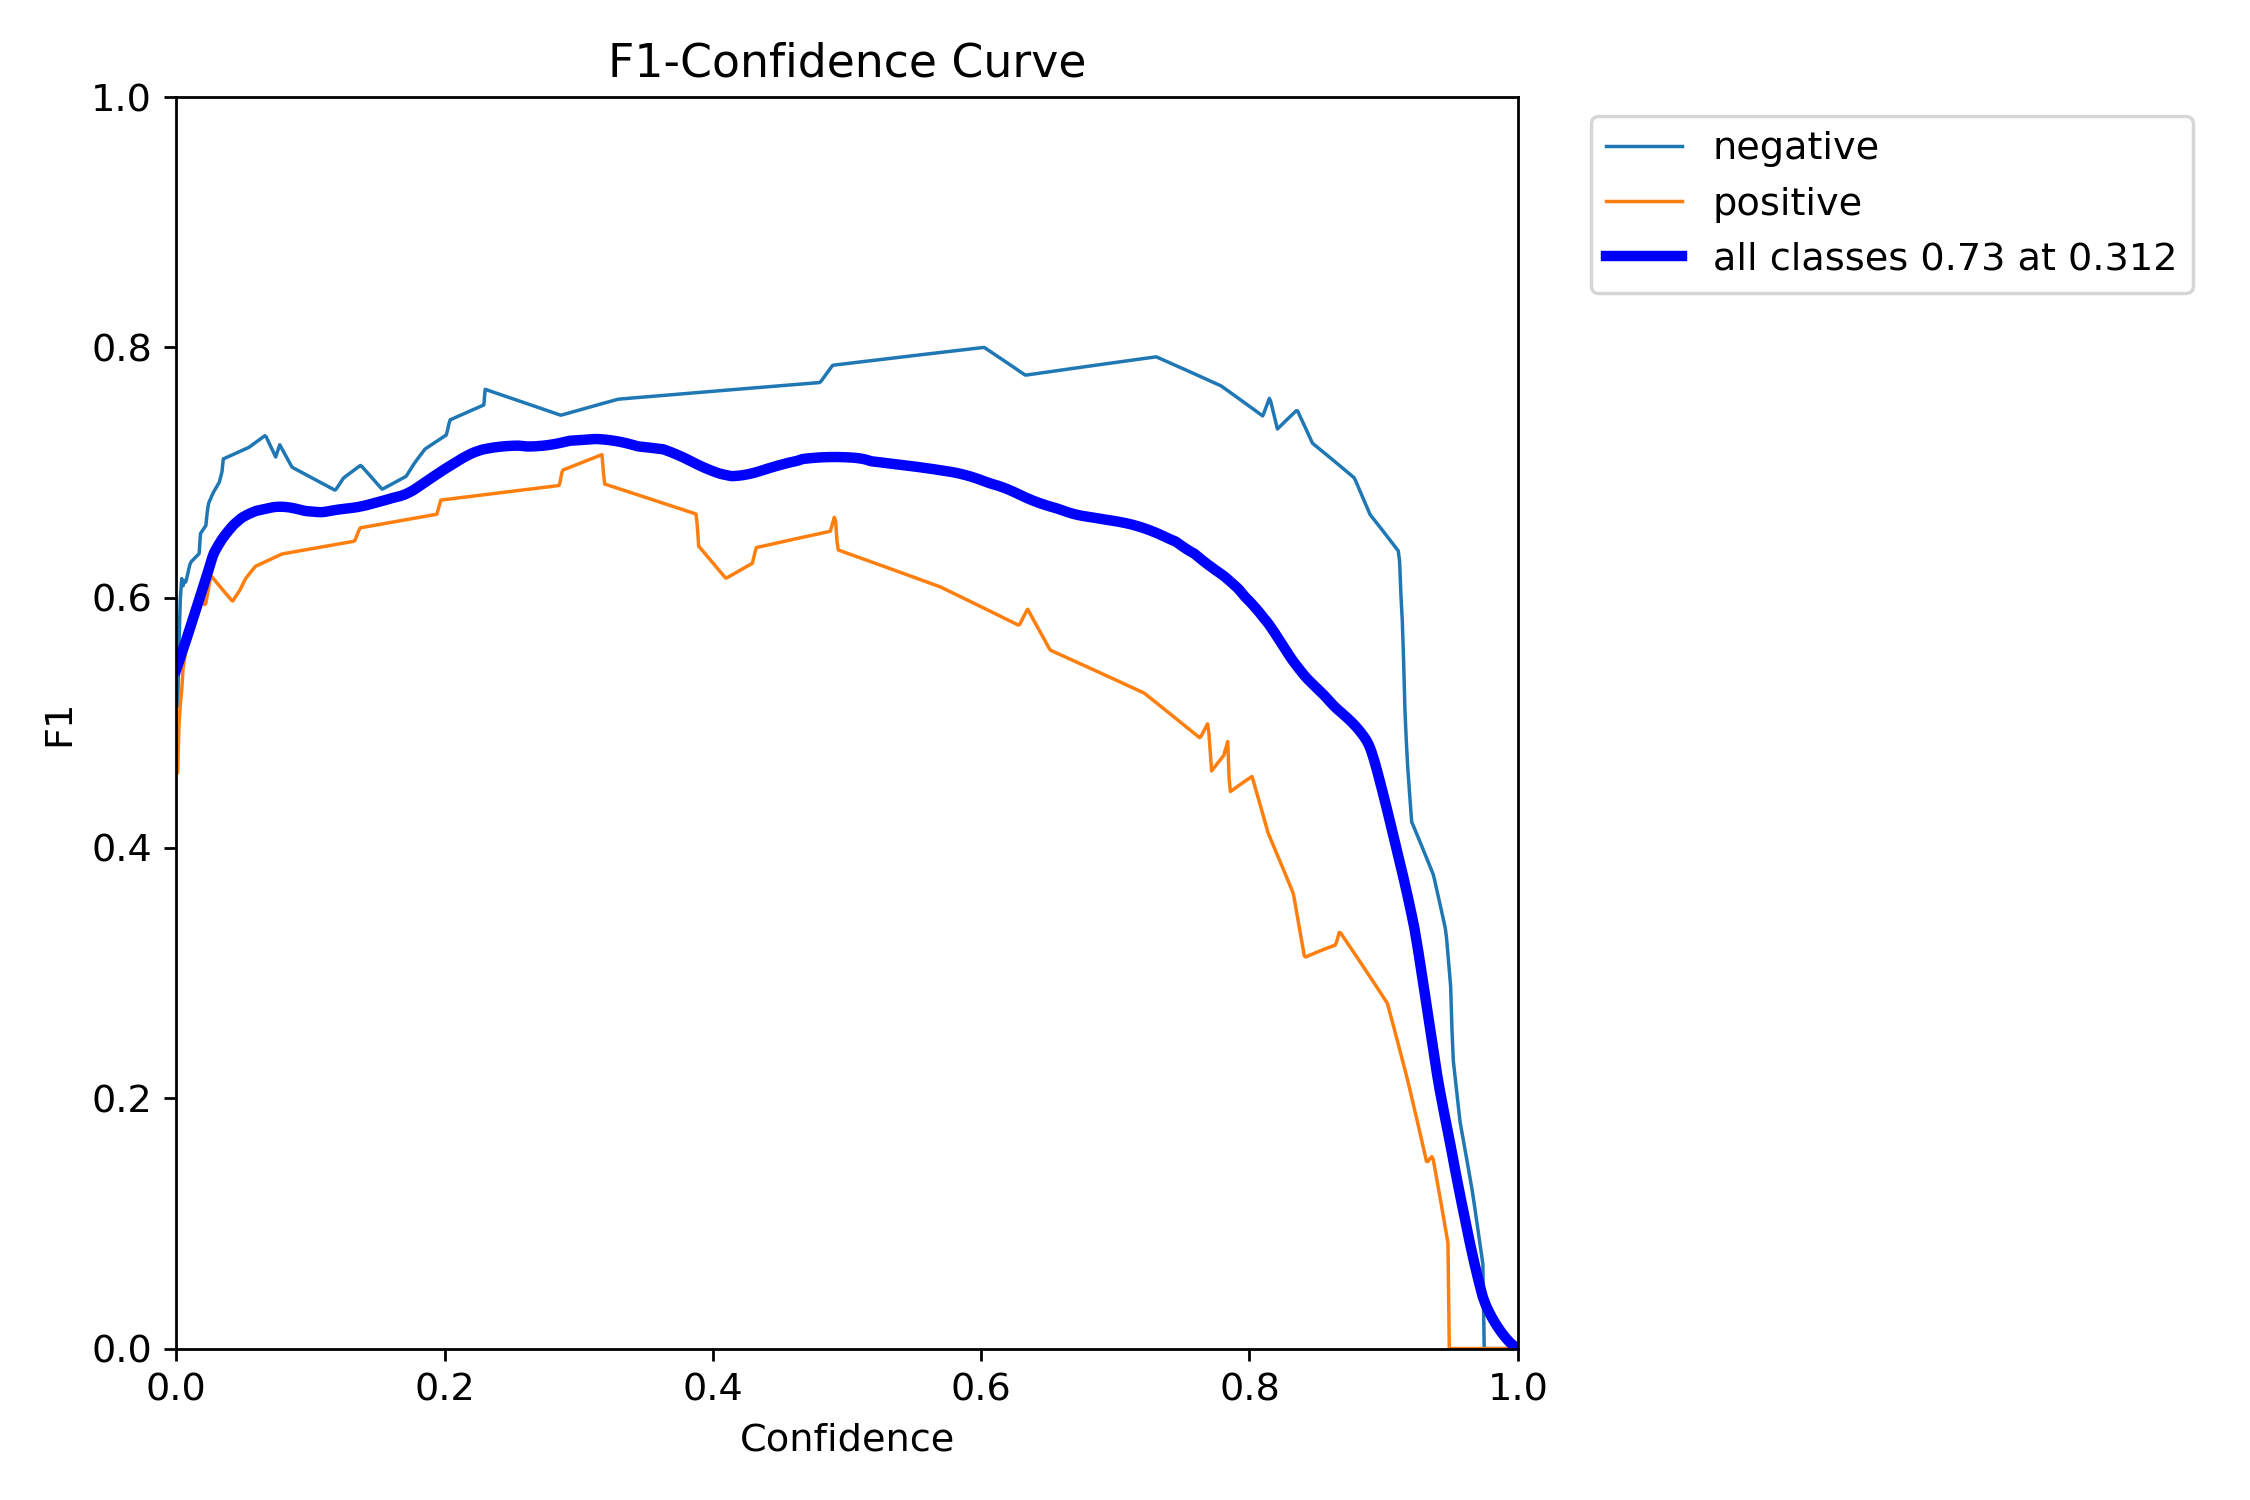 F1-Confidence Curve
1.0
0.8
0.6
0.4
0.2
0.0
F1
0.0 0.2 0.4 0.6 0.8 1.0
Confidence
negative
positive
all classes 0.73 at 0.312